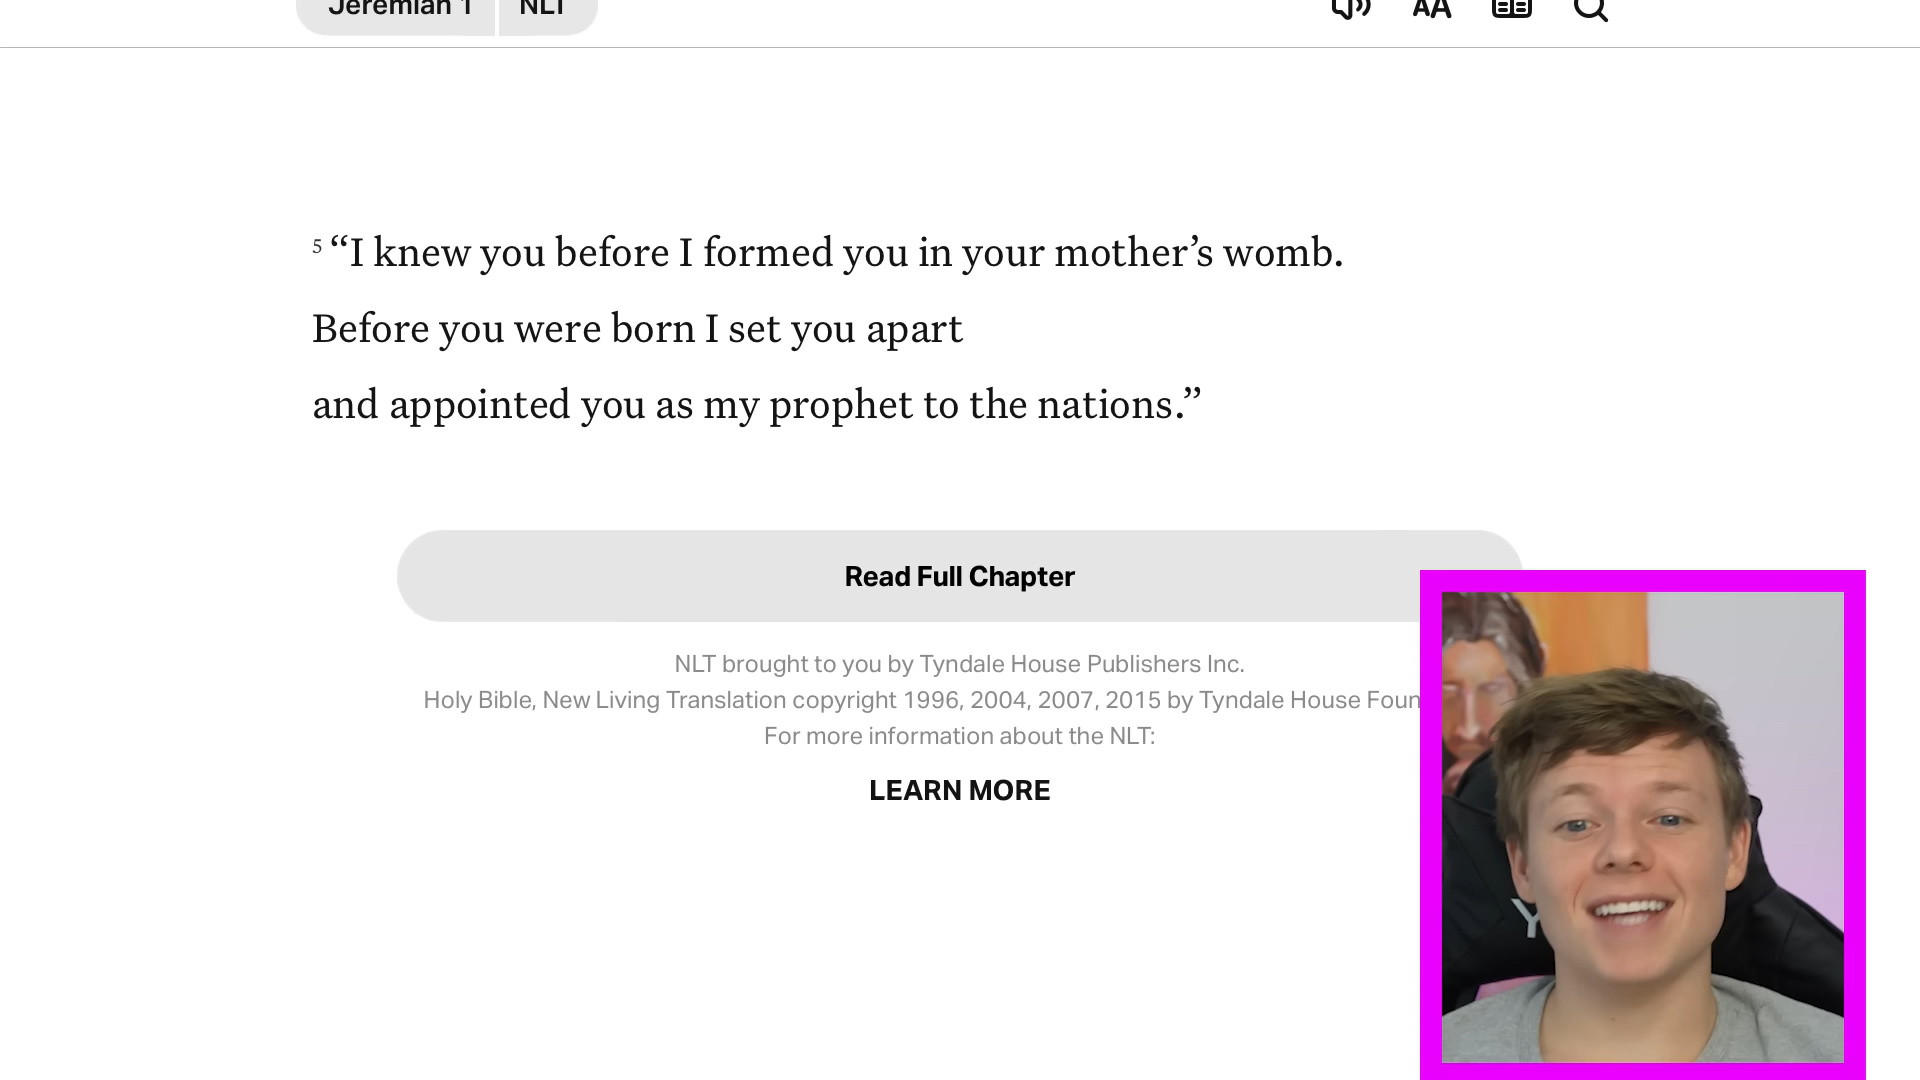 Jeremiah 1 NLT
AA
5 “I knew you before I formed you in your mother’s womb.
Before you were born I set you apart
and appointed you as my prophet to the nations.”
Read Full Chapter
NLT brought to you by Tyndale House Publishers Inc.
Holy Bible, New Living Translation copyright 1996, 2004, 2007, 2015 by Tyndale House Foun
For more information about the NLT:
LEARN MORE
Y